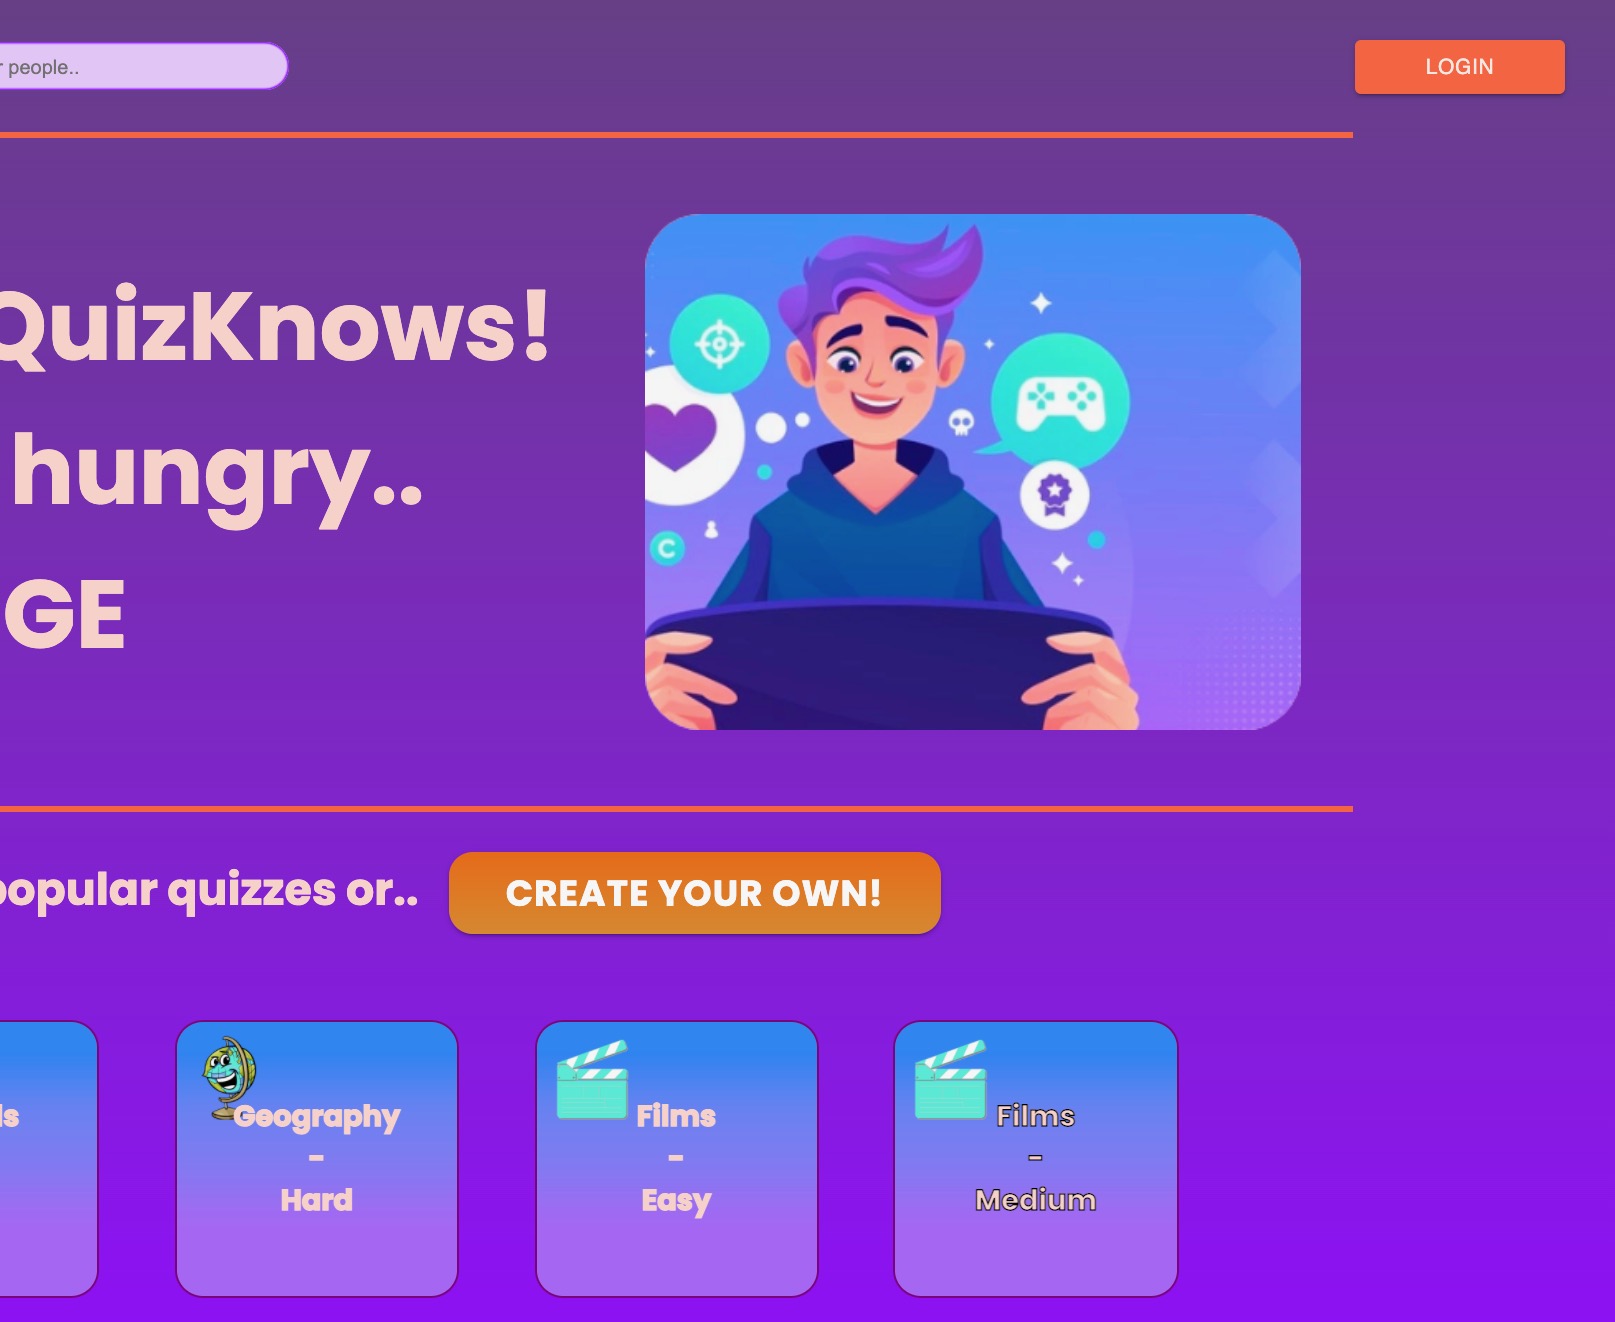 people..
LOGIN
QuizKnows!
hungry..
GE
popular quizzes or..
CREATE YOUR OWN!
ls
Geography
-
Hard
Films
-
Easy
Films
-
Medium
C